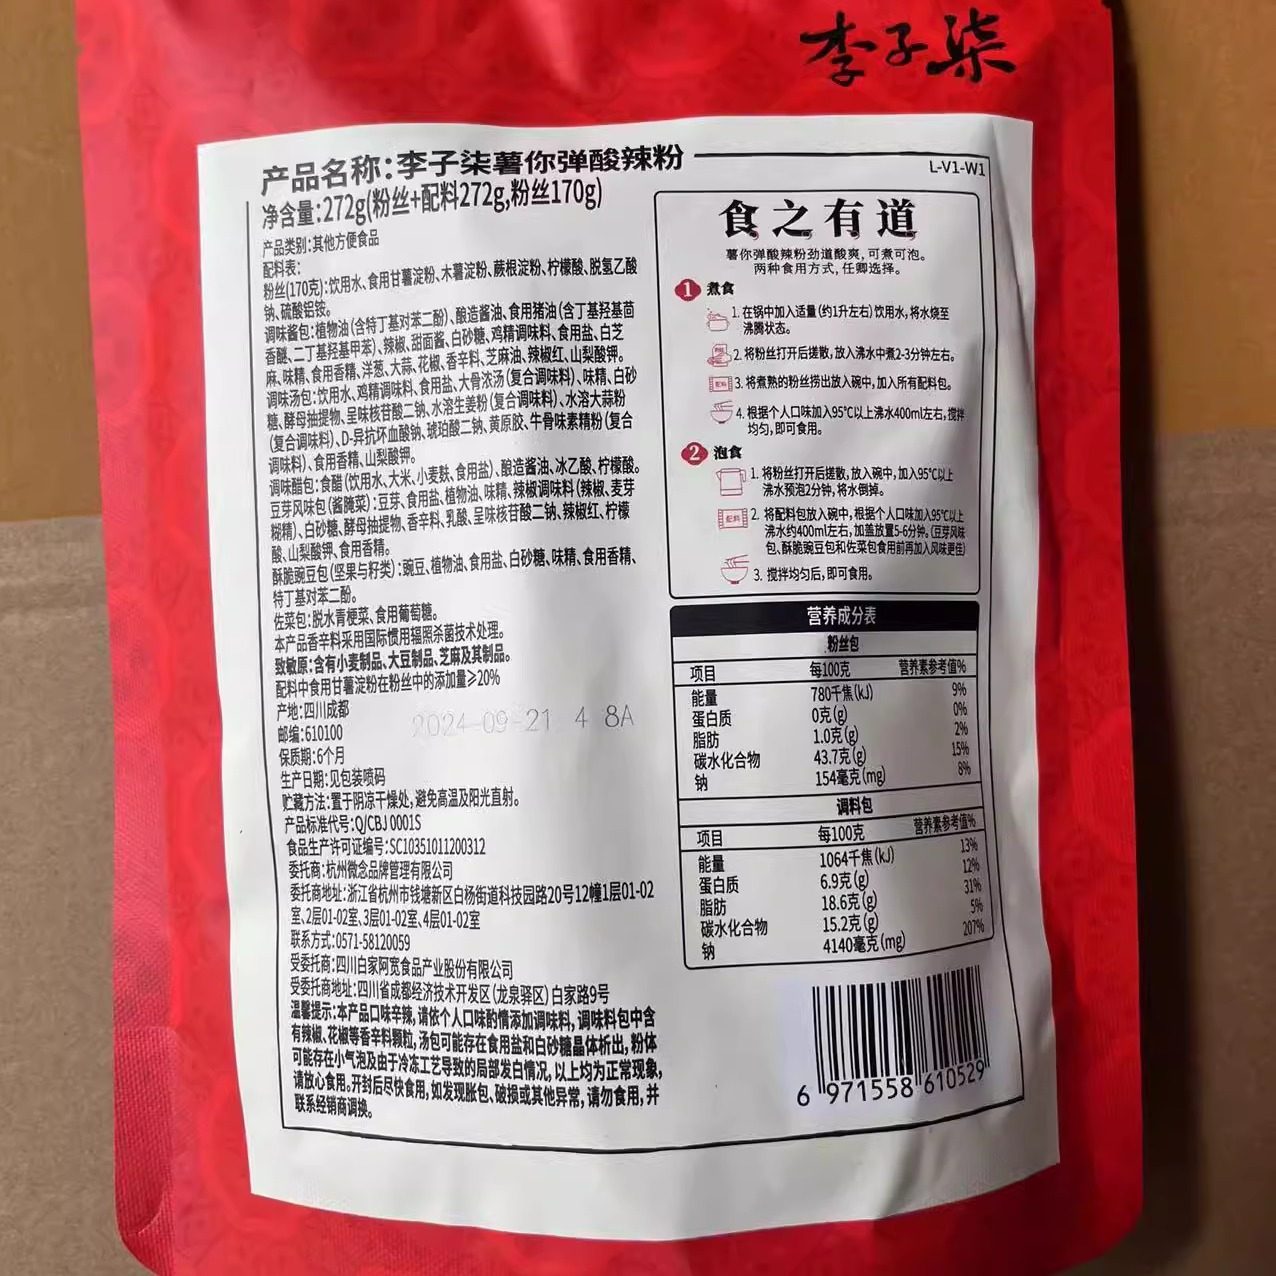 李子柒
产品名称:李子柒薯你弹酸辣粉
L-V1-W1
净含量:272g(粉丝+配料272g,粉丝170g)
产品类别:其他方便食品
配料表:
粉丝(170克):饮用水、食用甘薯淀粉、木薯淀粉、蕨根淀粉、柠檬酸、脱氢乙酸
钠、硫酸铝铵。
调味酱包:植物油(含特丁基对苯二酚)、酿造酱油、食用猪油(含丁基羟基茴
香醚、二丁基羟基甲苯)、辣椒、甜面酱、白砂糖、鸡精调味料、食用盐、白芝
麻、味精、食用香精、洋葱、大蒜、花椒、香辛料、芝麻油、辣椒红、山梨酸钾。
调味汤包:饮用水、鸡精调味料、食用盐、大骨浓汤(复合调味料)、味精、白砂
糖、酵母抽提物、呈味核苷酸二钠、水溶生姜粉(复合调味料)、水溶大蒜粉
(复合调味料)、D-异抗坏血酸钠、琥珀酸二钠、黄原胶、牛骨味素精粉(复合
调味料)、食用香精、山梨酸钾。
调味醋包:食醋(饮用水、大米、小麦麸、食用盐)、酿造酱油、冰乙酸、柠檬酸。
豆芽风味包(酱腌菜):豆芽、食用盐、植物油、味精、辣椒调味料(辣椒、麦芽
糊精)、白砂糖、酵母抽提物、香辛料、乳酸、呈味核苷酸二钠、辣椒红、柠檬
酸、山梨酸钾、食用香精。
酥脆豌豆包(坚果与籽类):豌豆、植物油、食用盐、白砂糖、味精、食用香精、
特丁基对苯二酚。
佐菜包:脱水青梗菜、食用葡萄糖。
本产品香辛料采用国际惯用辐照杀菌技术处理。
致敏原:含有小麦制品、大豆制品、芝麻及其制品。
配料中食用甘薯淀粉在粉丝中的添加量≥20%
产地:四川成都
2024-09-21 4 8A
邮编:610100
保质期:6个月
生产日期:见包装喷码
贮藏方法:置于阴凉干燥处,避免高温及阳光直射。
产品标准代号:Q/CBJ 0001S
食品生产许可证编号:SC10351011200312
委托商:杭州微念品牌管理有限公司
委托商地址:浙江省杭州市钱塘新区白杨街道科技园路20号12幢1层01-02
室、2层01-02室、3层01-02室、4层01-02室
联系方式:0571-58120059
受委托商:四川白家阿宽食品产业股份有限公司
受委托商地址:四川省成都经济技术开发区(龙泉驿区)白家路9号
温馨提示:本产品口味辛辣,请依个人口味酌情添加调味料,调味料包中含
有辣椒、花椒等香辛料颗粒,汤包可能存在食用盐和白砂糖晶体析出,粉体
可能存在小气泡及由于冷冻工艺导致的局部发白情况,以上均为正常现象,
请放心食用。开封后尽快食用,如发现胀包、破损或其他异常,请勿食用,并
联系经销商调换。
食之有道
薯你弹酸辣粉劲道酸爽,可煮可泡。
两种食用方式,任卿选择。
1 煮食
1. 在锅中加入适量(约1升左右)饮用水,将水烧至
沸腾状态。
2. 将粉丝打开后搓散,放入沸水中煮2-3分钟左右。
配料
3. 将煮熟的粉丝捞出放入碗中,加入所有配料包。
4. 根据个人口味加入95℃以上沸水400ml左右,搅拌
均匀,即可食用。
2 泡食
1. 将粉丝打开后搓散,放入碗中,加入95℃以上
沸水预泡2分钟,将水倒掉。
配料
2. 将配料包放入碗中,根据个人口味加入95℃以上
沸水约400ml左右,加盖放置5-6分钟。(豆芽风味
包、酥脆豌豆包和佐菜包食用前再加入风味更佳)
3. 搅拌均匀后,即可食用。
营养成分表
粉丝包
项目 每100克 营养素参考值%
能量 780千焦(kJ) 9%
蛋白质 0克(g) 0%
脂肪 1.0克(g) 2%
碳水化合物 43.7克(g) 15%
钠 154毫克(mg) 8%
调料包
项目 每100克 营养素参考值%
能量 1064千焦(kJ) 13%
蛋白质 6.9克(g) 12%
脂肪 18.6克(g) 31%
碳水化合物 15.2克(g) 5%
钠 4140毫克(mg) 207%
6 971558 610529